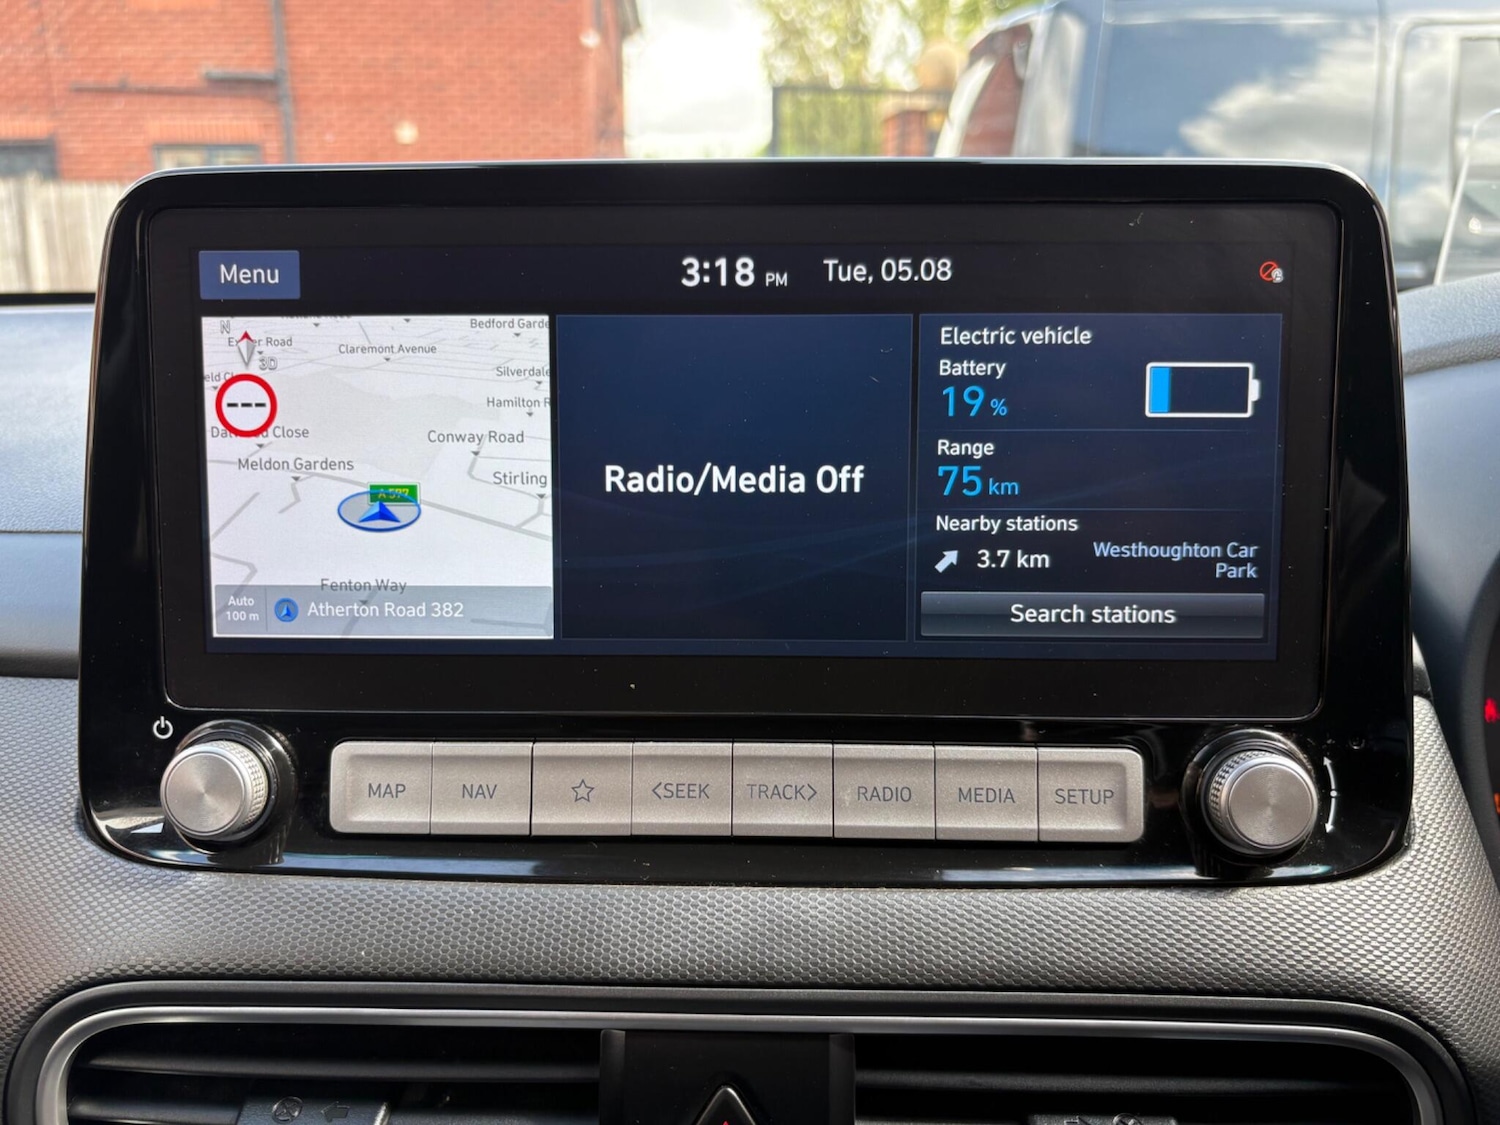 Menu
3:18 PM
Tue, 05.08
N
3D
Bedford Garde
Road
Claremont Avenue
Silverdale
Hamilton R
Close
Conway Road
Meldon Gardens
Stirling
Fenton Way
Auto
100 m
Atherton Road 382
Radio/Media Off
Electric vehicle
Battery
19 %
Range
75 km
Nearby stations
3.7 km
Westhoughton Car
Park
Search stations
MAP
NAV
<SEEK
TRACK>
RADIO
MEDIA
SETUP